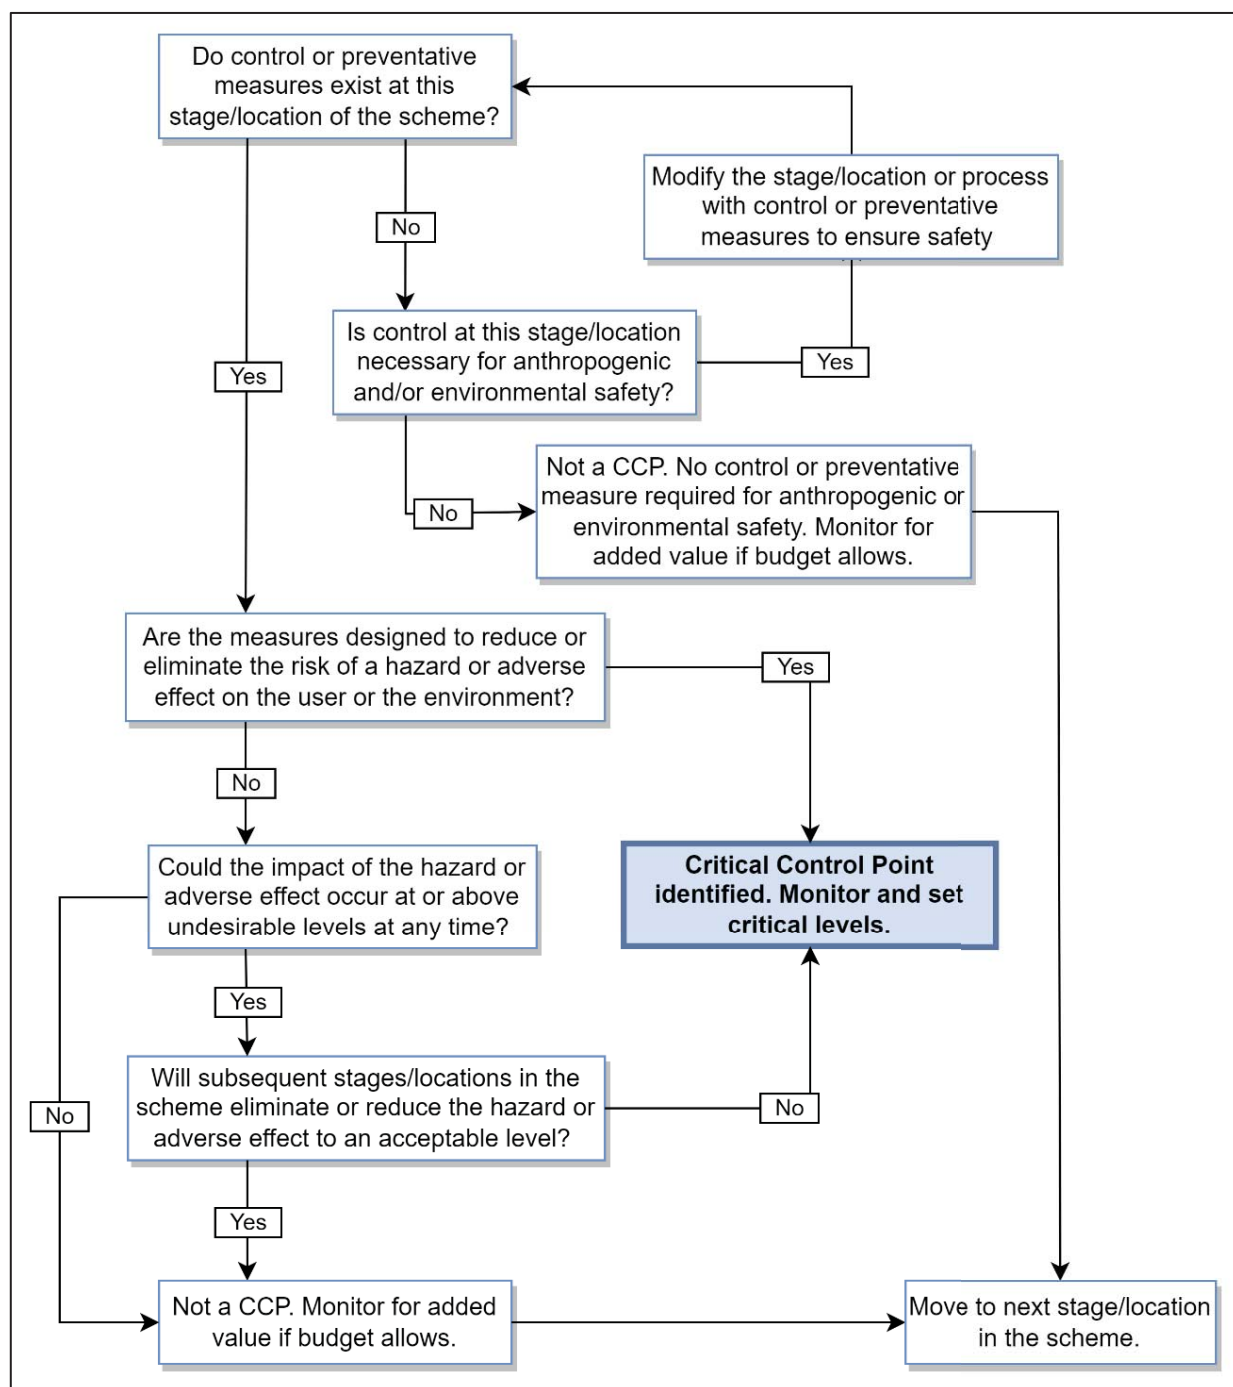 Do control or preventative
measures exist at this
stage/location of the scheme?
Modify the stage/location or process
with control or preventative
measures to ensure safety
No
Is control at this stage/location
necessary for anthropogenic
and/or environmental safety?
Yes
Yes
Not a CCP. No control or preventative
measure required for anthropogenic or
environmental safety. Monitor for
added value if budget allows.
No
Are the measures designed to reduce or
eliminate the risk of a hazard or adverse
effect on the user or the environment?
Yes
No
Could the impact of the hazard or
adverse effect occur at or above
undesirable levels at any time?
Critical Control Point
identified. Monitor and set
critical levels.
Yes
Will subsequent stages/locations in the
scheme eliminate or reduce the hazard or
adverse effect to an acceptable level?
No
No
Yes
Not a CCP. Monitor for added
value if budget allows.
Move to next stage/location
in the scheme.